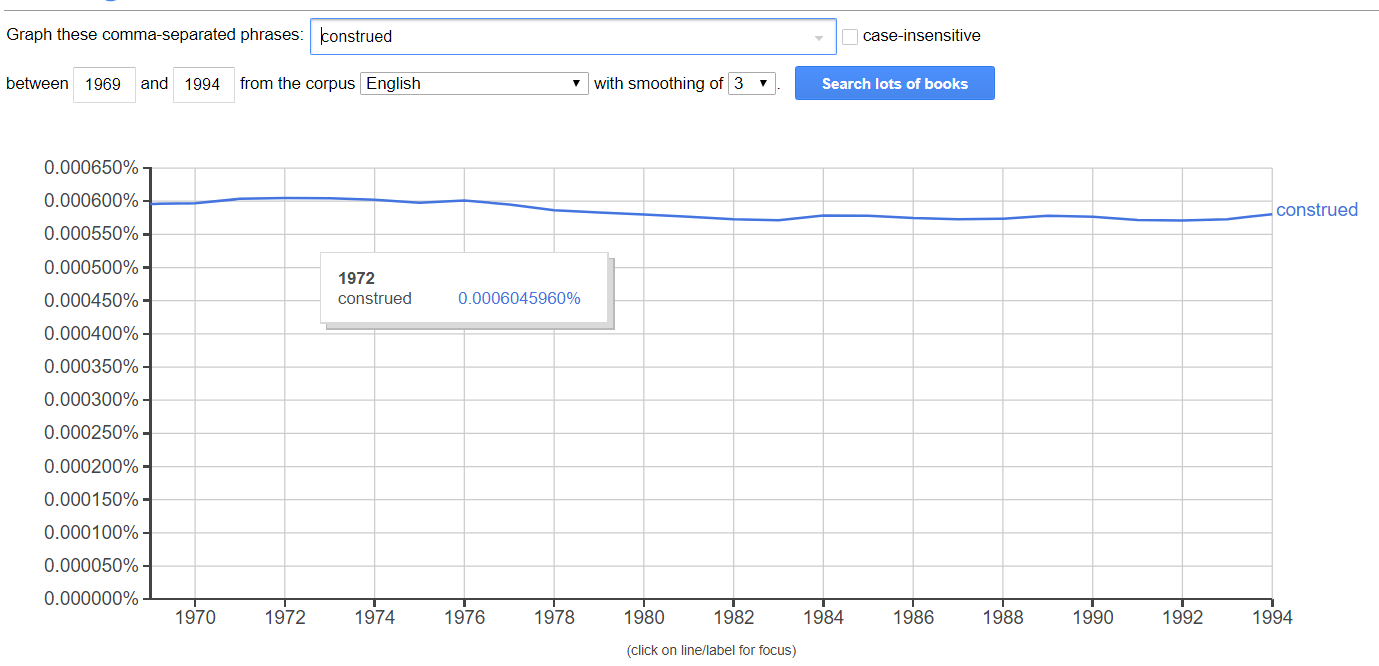 Graph these comma-separated phrases: construed case-insensitive
between 1969 and 1994 from the corpus English with smoothing of 3 . Search lots of books
0.000650%
0.000600%
construed
0.000550%
0.000500%
1972
0.000450%
construed 0.0006045960%
0.000400%
0.000350%
0.000300%
0.000250%
0.000200%
0.000150%
0.000100%
0.000050%
0.000000%
1970 1972 1974 1976 1978 1980 1982 1984 1986 1988 1990 1992 1994
(click on line/label for focus)